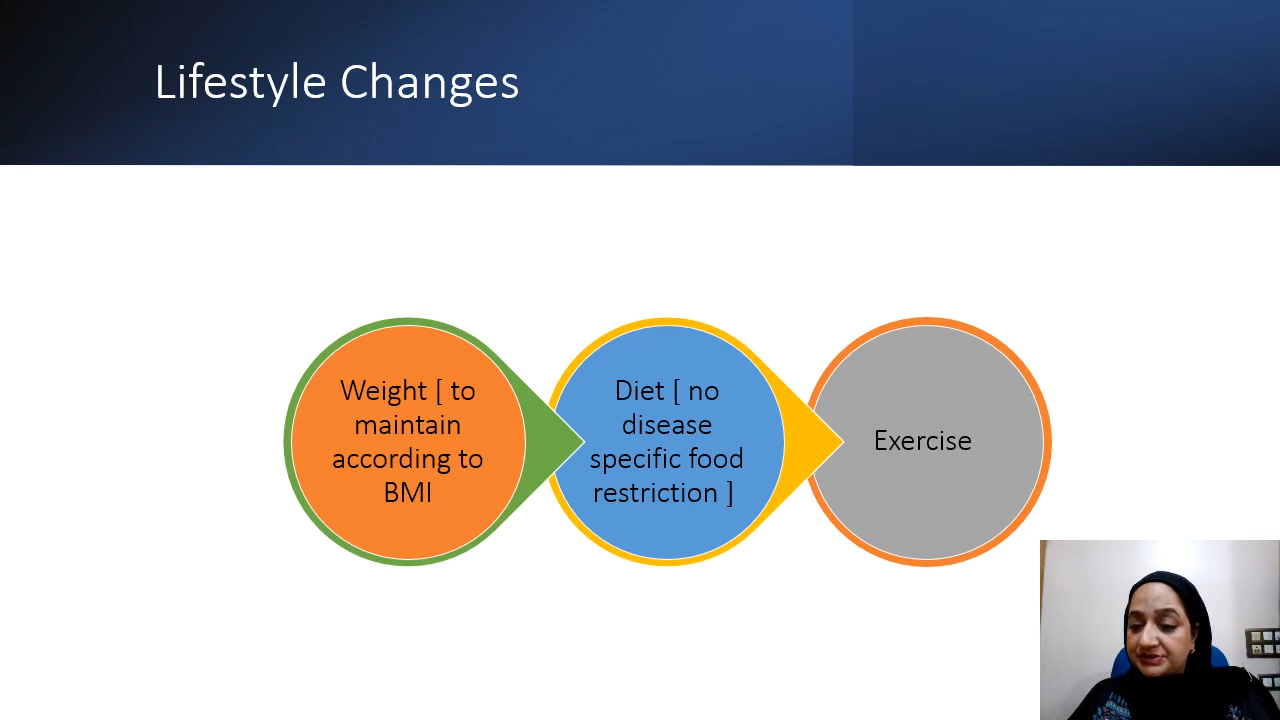 Lifestyle Changes
Weight [ to
maintain
according to
BMI
Diet [ no
disease
specific food
restriction ]
Exercise